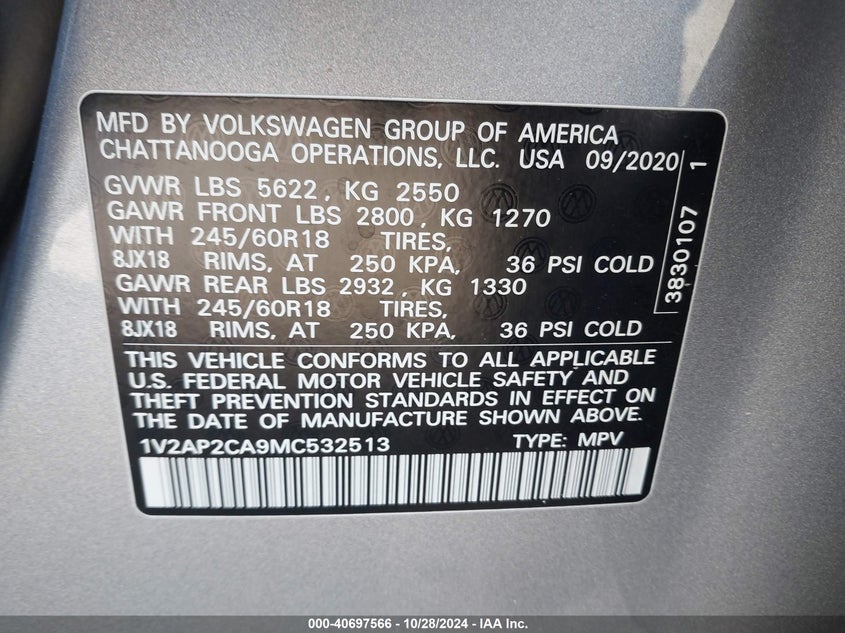 MFD BY VOLKSWAGEN GROUP OF AMERICA
CHATTANOOGA OPERATIONS, LLC. USA 09/2020
GVWR LBS 5622, KG 2550
GAWR FRONT LBS 2800, KG 1270
WITH 245/60R18 TIRES,
8JX18 RIMS, AT 250 KPA, 36 PSI COLD
GAWR REAR LBS 2932, KG 1330
WITH 245/60R18 TIRES,
8JX18 RIMS, AT 250 KPA, 36 PSI COLD
3830107 1
THIS VEHICLE CONFORMS TO ALL APPLICABLE
U.S. FEDERAL MOTOR VEHICLE SAFETY AND
THEFT PREVENTION STANDARDS IN EFFECT ON
THE DATE OF MANUFACTURE SHOWN ABOVE.
1V2AP2CA9MC532513 TYPE: MPV
000-40697566 - 10/28/2024 - IAA Inc.